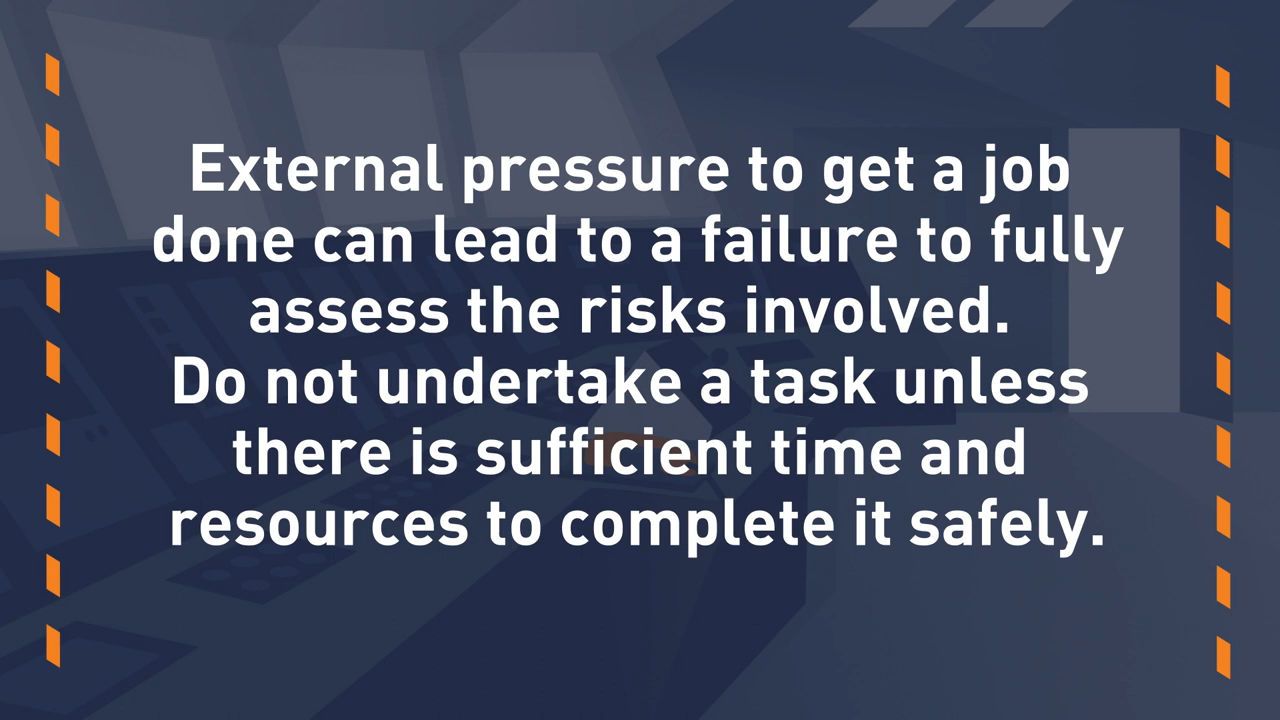 External pressure to get a job
done can lead to a failure to fully
assess the risks involved.
Do not undertake a task unless
there is sufficient time and
resources to complete it safely.